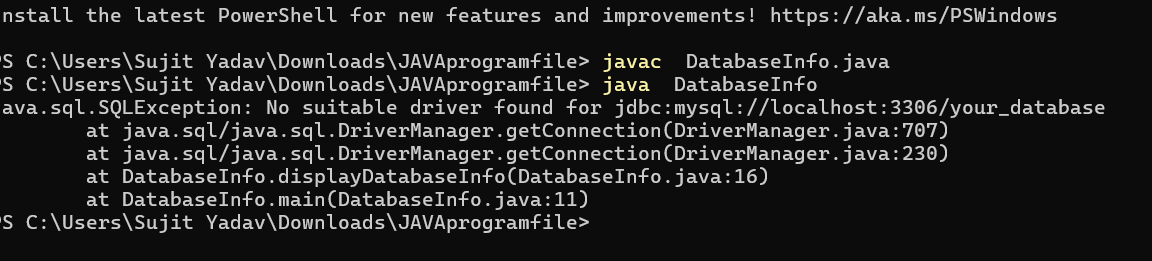 nstall the latest PowerShell for new features and improvements! https://aka.ms/PSWindows
PS C:\Users\Sujit Yadav\Downloads\JAVAprogramfile> javac  DatabaseInfo.java
PS C:\Users\Sujit Yadav\Downloads\JAVAprogramfile> java  DatabaseInfo
java.sql.SQLException: No suitable driver found for jdbc:mysql://localhost:3306/your_database
        at java.sql/java.sql.DriverManager.getConnection(DriverManager.java:707)
        at java.sql/java.sql.DriverManager.getConnection(DriverManager.java:230)
        at DatabaseInfo.displayDatabaseInfo(DatabaseInfo.java:16)
        at DatabaseInfo.main(DatabaseInfo.java:11)
PS C:\Users\Sujit Yadav\Downloads\JAVAprogramfile>